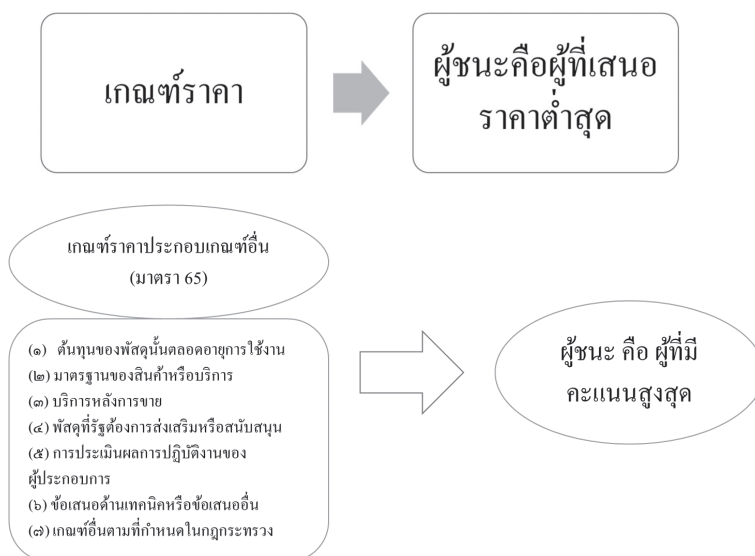 เกณฑ์ราคา
ผู้ชนะคือผู้ที่เสนอ
ราคาต่ำสุด
เกณฑ์ราคาประกอบเกณฑ์อื่น
(มาตรา 65)
(๑) ต้นทุนของพัสดุนั้นตลอดอายุการใช้งาน
(๒) มาตรฐานของสินค้าหรือบริการ
(๓) บริการหลังการขาย
(๔) พัสดุที่รัฐต้องการส่งเสริมหรือสนับสนุน
(๕) การประเมินผลการปฏิบัติงานของ
ผู้ประกอบการ
(๖) ข้อเสนอด้านเทคนิคหรือข้อเสนออื่น
(๗) เกณฑ์อื่นตามที่กำหนดในกฎกระทรวง
ผู้ชนะ คือ ผู้ที่มี
คะแนนสูงสุด